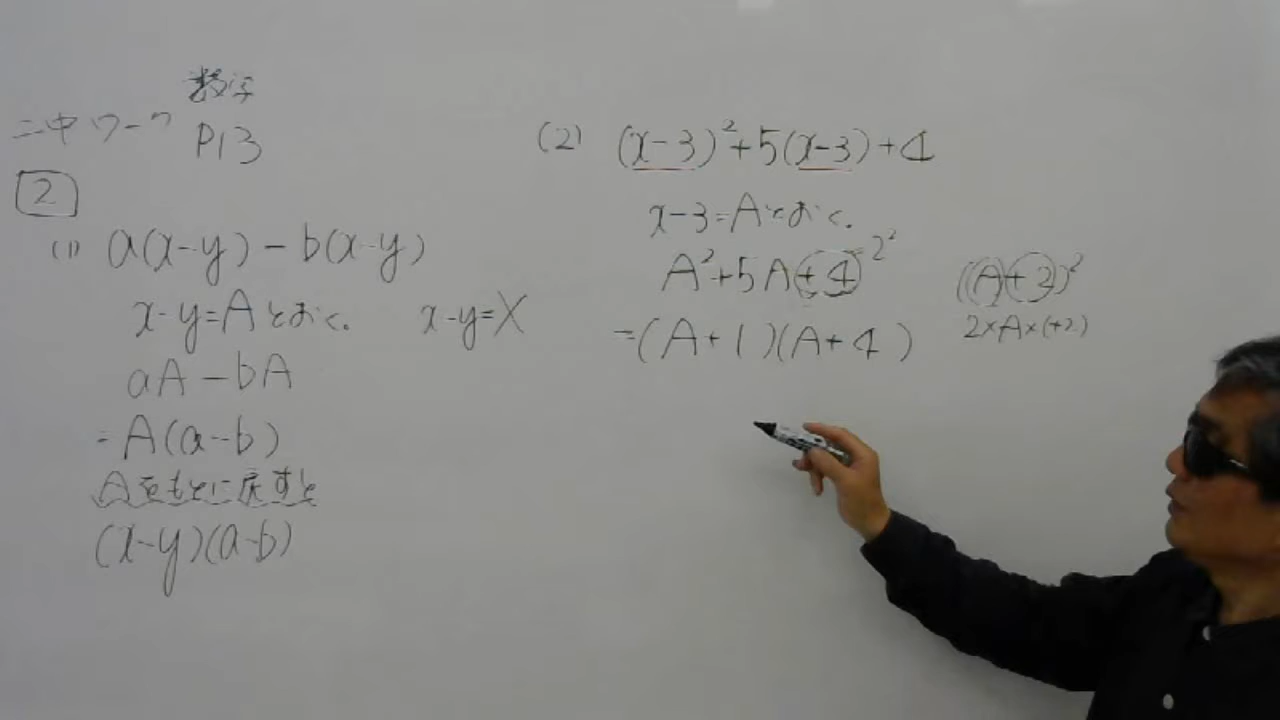 数学
二中ワーク P13
2
(1) a(x-y)-b(x-y)
x-y=Aとおく。 x-y=X
aA-bA
=A(a-b)
Aをもとに戻すと
(x-y)(a-b)
(2) (x-3)²+5(x-3)+4
x-3=Aとおく。
A²+5A+4 2²
=(A+1)(A+4)
(A+2)²
2×A×(+2)